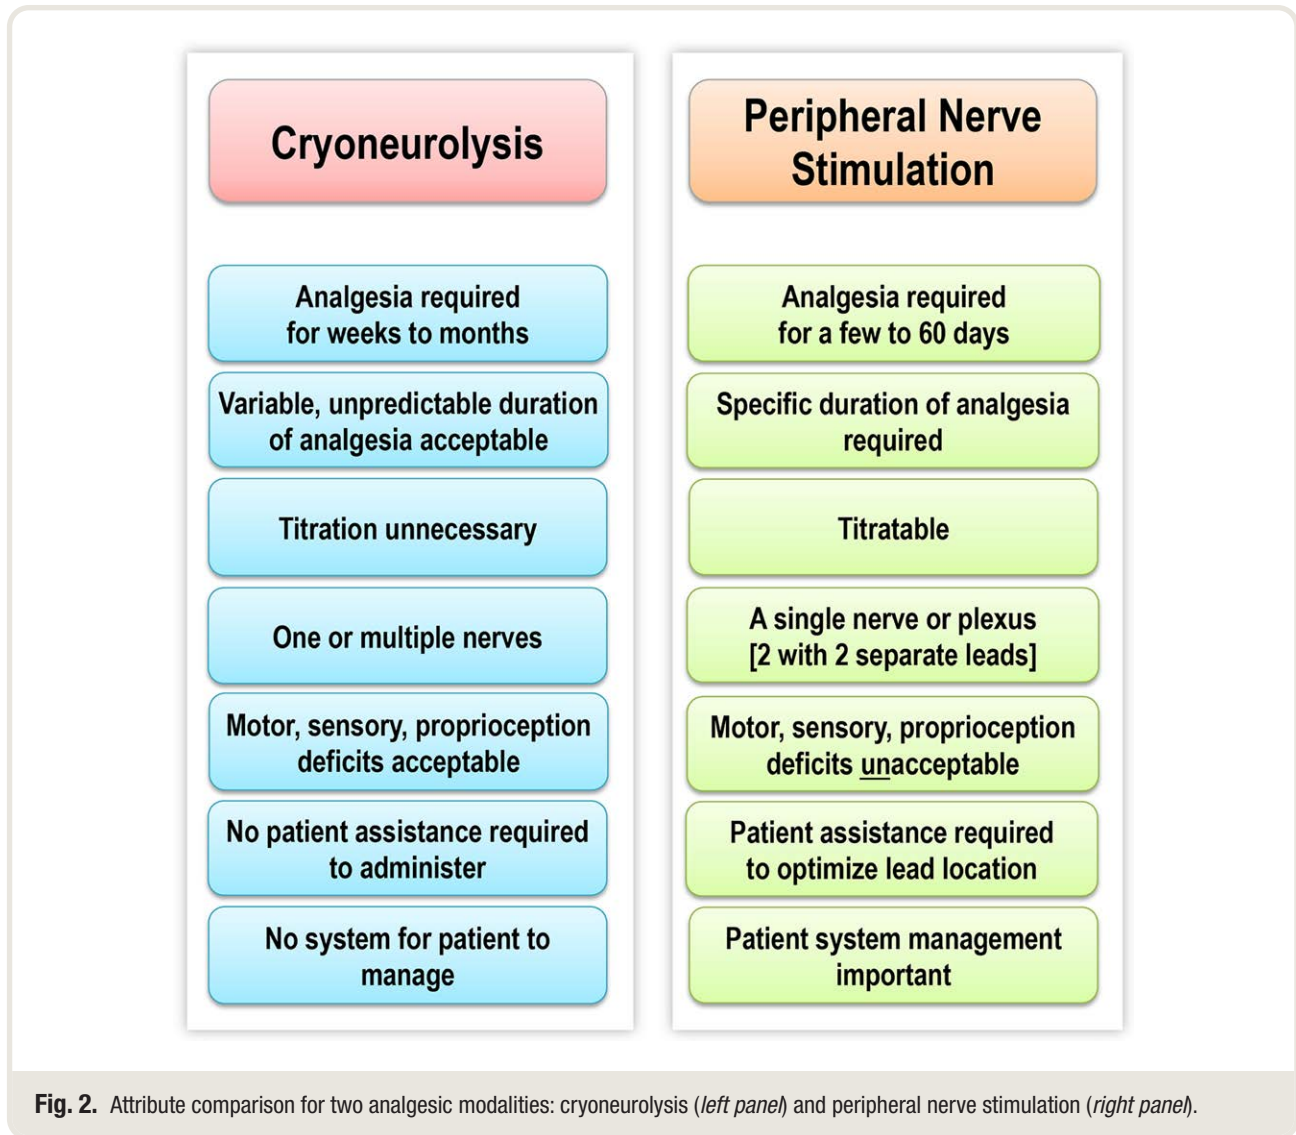 Cryoneurolysis
Analgesia required
for weeks to months
Variable, unpredictable duration
of analgesia acceptable
Titration unnecessary
One or multiple nerves
Motor, sensory, proprioception
deficits acceptable
No patient assistance required
to administer
No system for patient to
manage
Peripheral Nerve
Stimulation
Analgesia required
for a few to 60 days
Specific duration of analgesia
required
Titratable
A single nerve or plexus
[2 with 2 separate leads]
Motor, sensory, proprioception
deficits unacceptable
Patient assistance required
to optimize lead location
Patient system management
important
Fig. 2. Attribute comparison for two analgesic modalities: cryoneurolysis (left panel) and peripheral nerve stimulation (right panel).